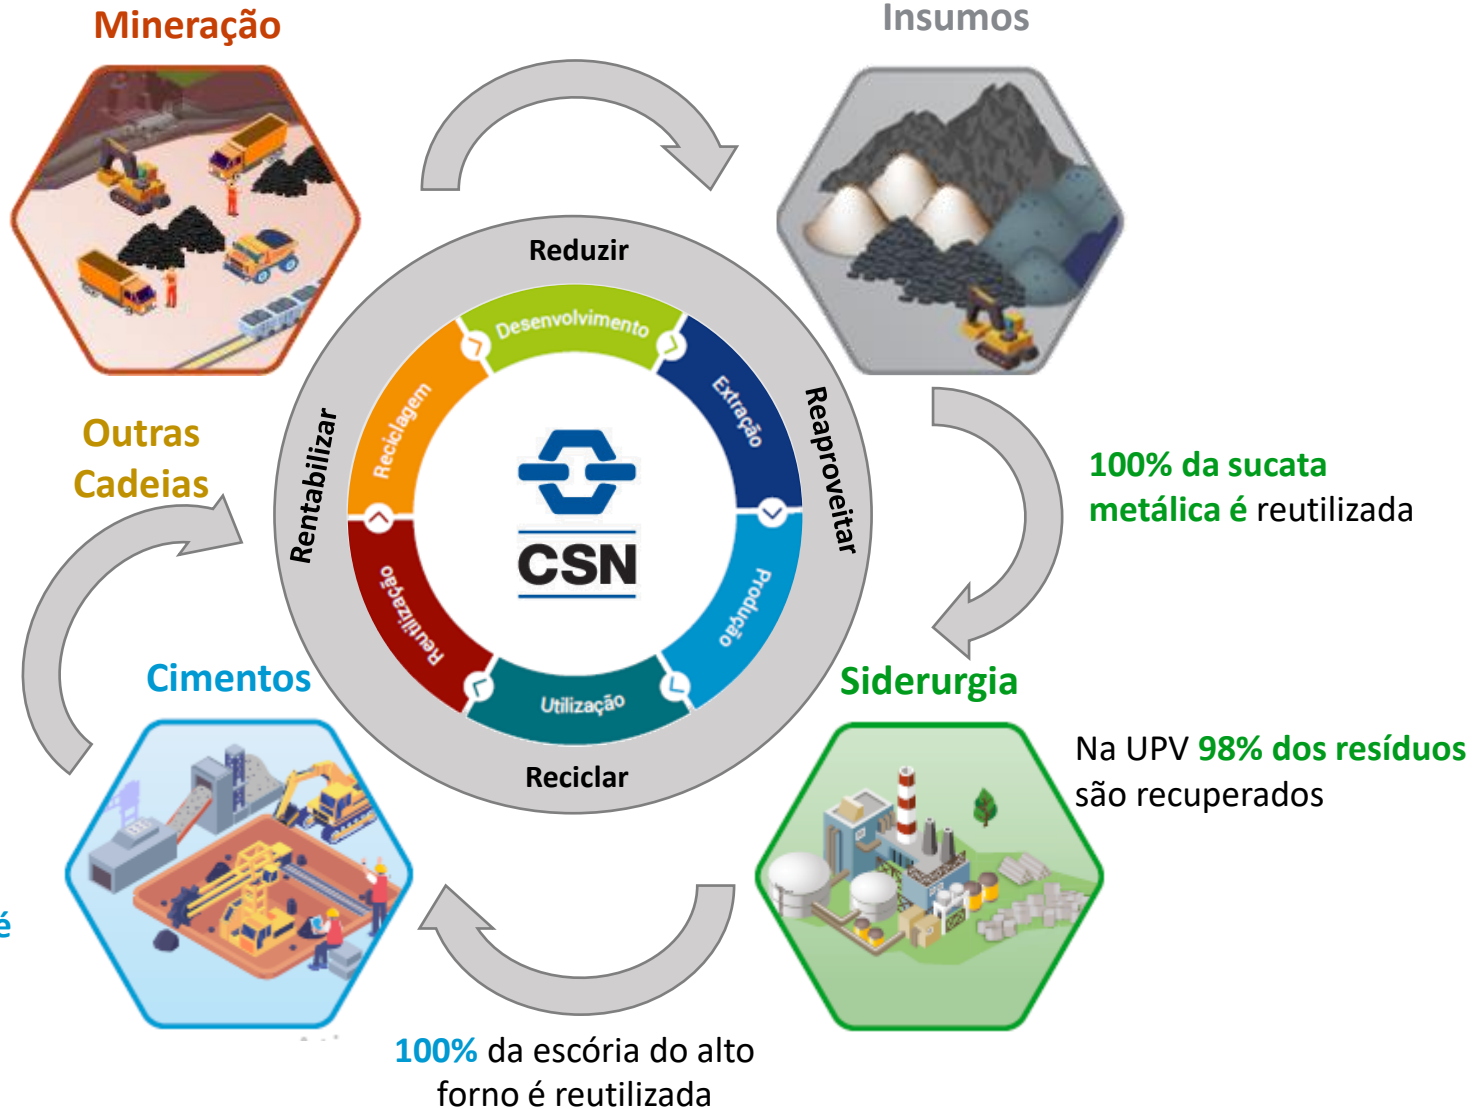 Mineração
Insumos
Reduzir
Desenvolvimento
Extração
Reciclagem
Rentabilizar
Reaproveitar
Outras
Cadeias
CSN
100% da sucata
metálica é reutilizada
Reutilização
Produção
Utilização
Cimentos
Siderurgia
Reciclar
Na UPV 98% dos resíduos
são recuperados
é
100% da escória do alto
forno é reutilizada